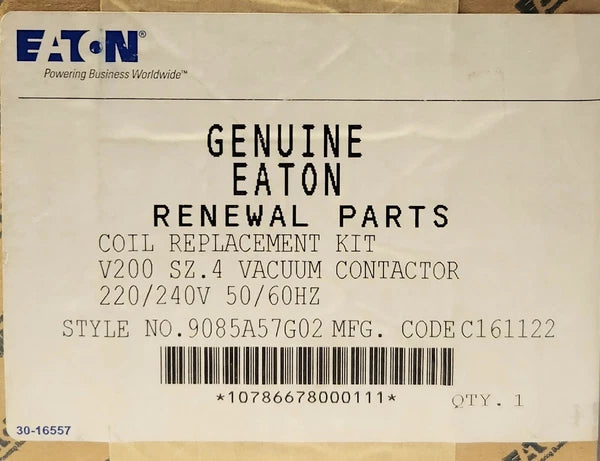 EATON®
Powering Business Worldwide™
GENUINE
EATON
RENEWAL PARTS
COIL REPLACEMENT KIT
V200 SZ.4 VACUUM CONTACTOR
220/240V 50/60HZ
STYLE NO.9085A57G02 MFG. CODE C161122
*10786678000111* QTY. 1
30-16557